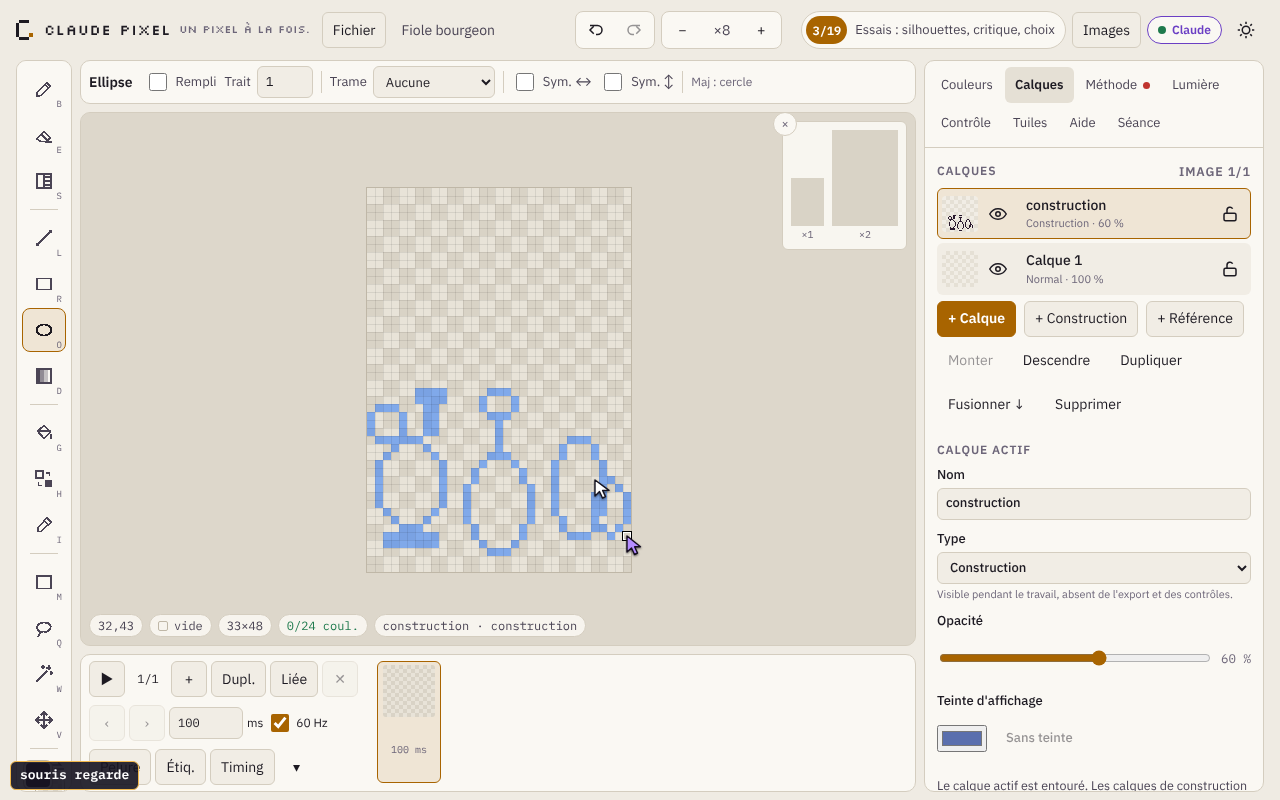 CLAUDE PIXEL UN PIXEL À LA FOIS. Fichier Fiole bourgeon − ×8 + 3/19 Essais : silhouettes, critique, choix Images Claude
Ellipse Rempli Trait 1 Trame Aucune Sym. ↔ Sym. ↕ Maj : cercle
B
E
S
L
R
O
D
G
H
I
M
Q
W
V
×
×1 ×2
32,43 vide 33×48 0/24 coul. construction · construction
1/1 + Dupl. Liée ×
‹ › 100 ms 60 Hz
Étiq. Timing ▼
100 ms
souris regarde
Couleurs Calques Méthode Lumière
Contrôle Tuiles Aide Séance
CALQUES IMAGE 1/1
construction
Construction · 60 %
Calque 1
Normal · 100 %
+ Calque + Construction + Référence
Monter Descendre Dupliquer
Fusionner ↓ Supprimer
CALQUE ACTIF
Nom
construction
Type
Construction
Visible pendant le travail, absent de l'export et des contrôles.
Opacité
60 %
Teinte d'affichage
Sans teinte
Le calque actif est entouré. Les calques de construction